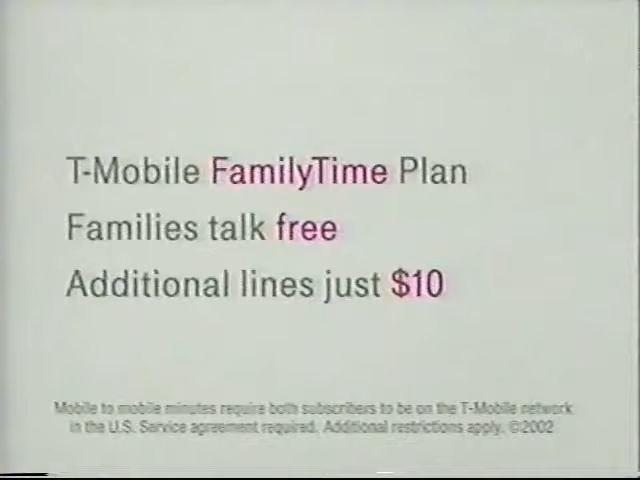 T-Mobile FamilyTime Plan
Families talk free
Additional lines just $10
Mobile to mobile minutes require both subscribers to be on the T-Mobile network
in the U.S. Service agreement required. Additional restrictions apply. ©2002